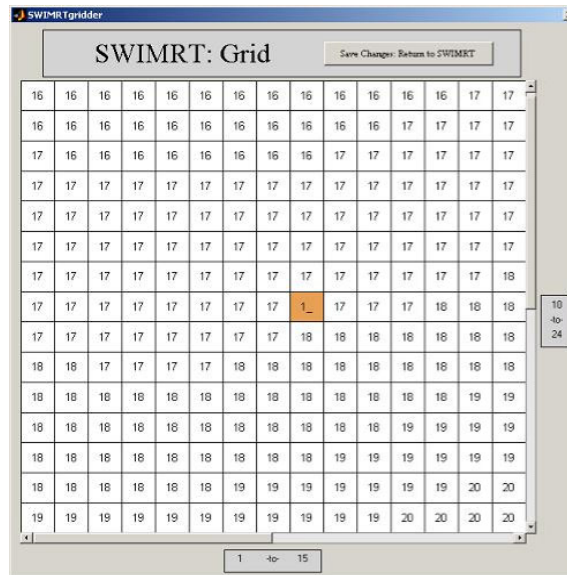 SWIMRTgridder
SWIMRT: Grid
Save Changes: Return to SWIMRT
16 16 16 16 16 16 16 16 16 16 16 16 16 17 17
16 16 16 16 16 16 16 16 16 16 16 17 17 17 17
17 16 16 16 16 16 16 16 16 17 17 17 17 17 17
17 17 17 17 17 17 17 17 17 17 17 17 17 17 17
17 17 17 17 17 17 17 17 17 17 17 17 17 17 17
17 17 17 17 17 17 17 17 17 17 17 17 17 17 17
17 17 17 17 17 17 17 17 17 17 17 17 17 17 18
17 17 17 17 17 17 17 17 1_ 17 17 17 18 18 18
17 17 17 17 17 17 17 17 18 18 18 18 18 18 18
18 18 17 17 17 17 18 18 18 18 18 18 18 18 18
18 18 18 18 18 18 18 18 18 18 18 18 18 19 19
18 18 18 18 18 18 18 18 18 18 18 19 19 19 19
18 18 18 18 18 18 18 18 19 19 19 19 19 19 19
18 18 18 18 18 18 19 19 19 19 19 19 19 20 20
19 19 19 19 19 19 19 19 19 19 20 20 20 20 20
10
-to-
24
1 -to- 15